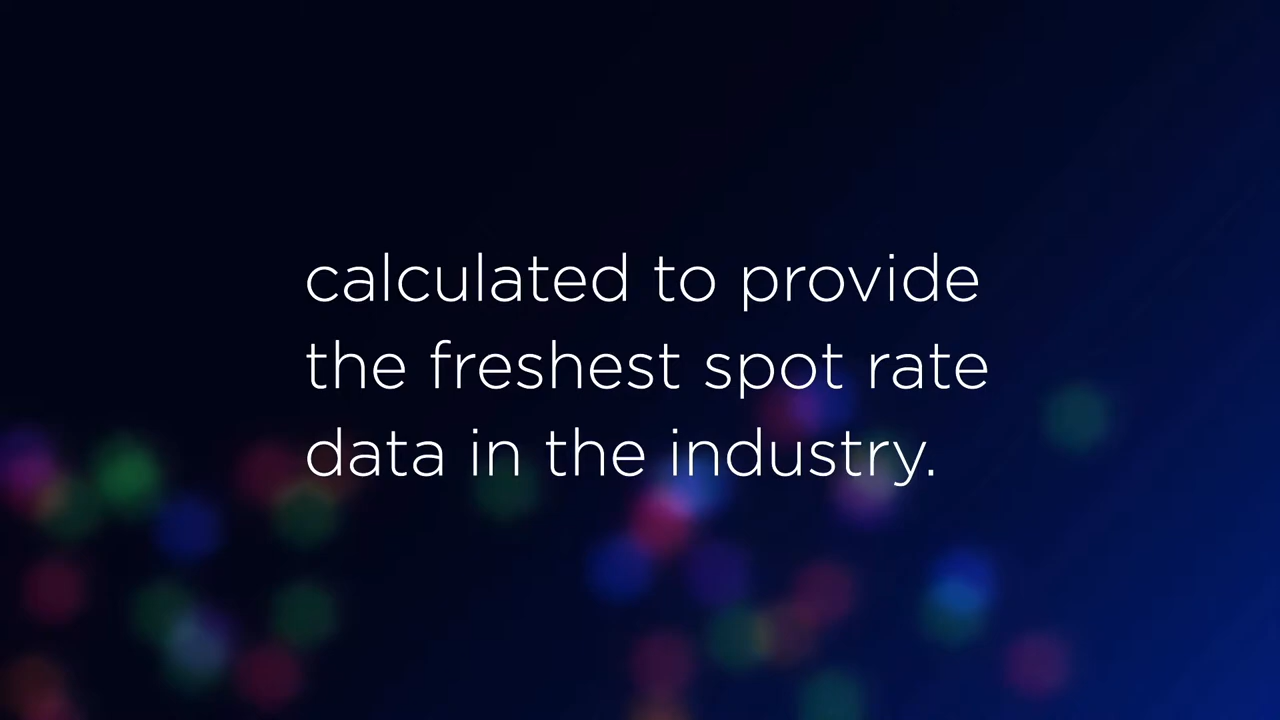 calculated to provide
the freshest spot rate
data in the industry.